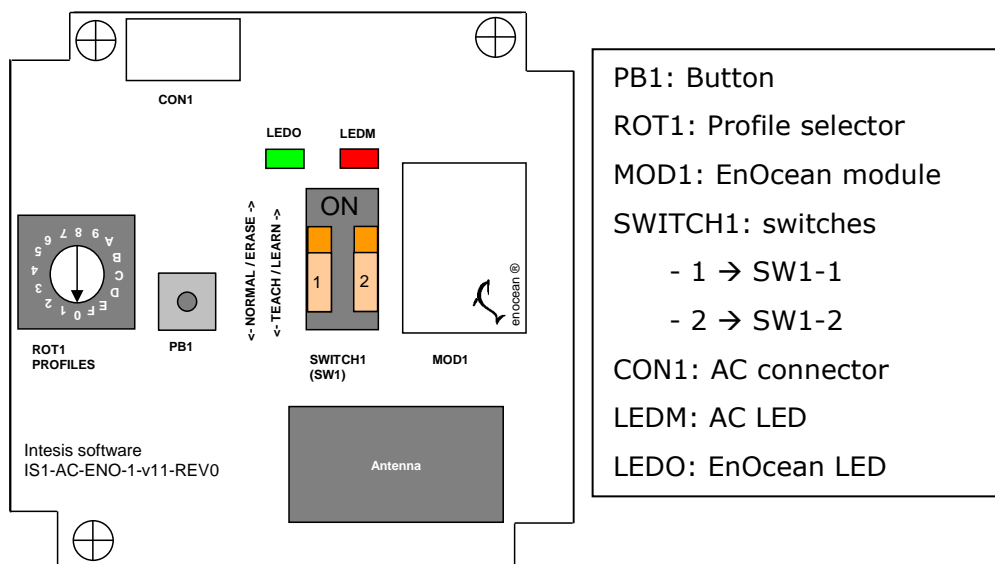 CON1
LEDO
LEDM
ON
1
2
<- NORMAL / ERASE ->
<- TEACH / LEARN ->
enocean ®
0 1 2 3 4 5 6 7 8 9 A B C D E F
ROT1
PROFILES
PB1
SWITCH1
(SW1)
MOD1
Intesis software
IS1-AC-ENO-1-v11-REV0
Antenna
PB1: Button
ROT1: Profile selector
MOD1: EnOcean module
SWITCH1: switches
- 1 → SW1-1
- 2 → SW1-2
CON1: AC connector
LEDM: AC LED
LEDO: EnOcean LED